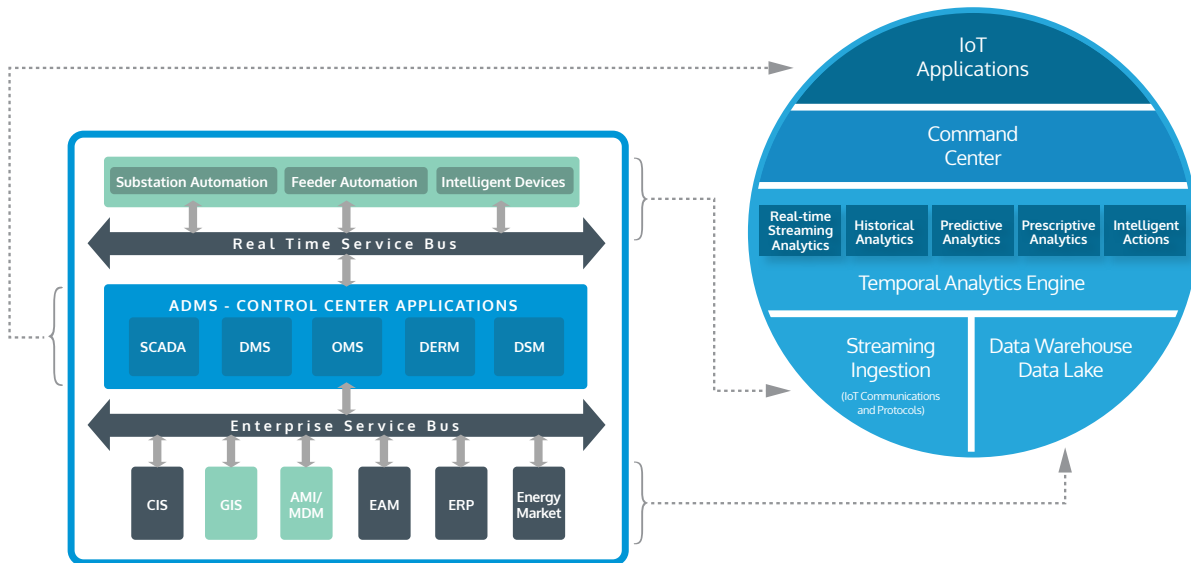 IoT
Applications
Command
Center
Substation Automation
Feeder Automation
Intelligent Devices
Real Time Service Bus
Real-time
Streaming
Analytics
Historical
Analytics
Predictive
Analytics
Prescriptive
Analytics
Intelligent
Actions
Temporal Analytics Engine
ADMS - CONTROL CENTER APPLICATIONS
SCADA
DMS
OMS
DERM
DSM
Streaming
Ingestion
(IoT Communications
and Protocols)
Data Warehouse
Data Lake
Enterprise Service Bus
CIS
GIS
AMI/
MDM
EAM
ERP
Energy
Market